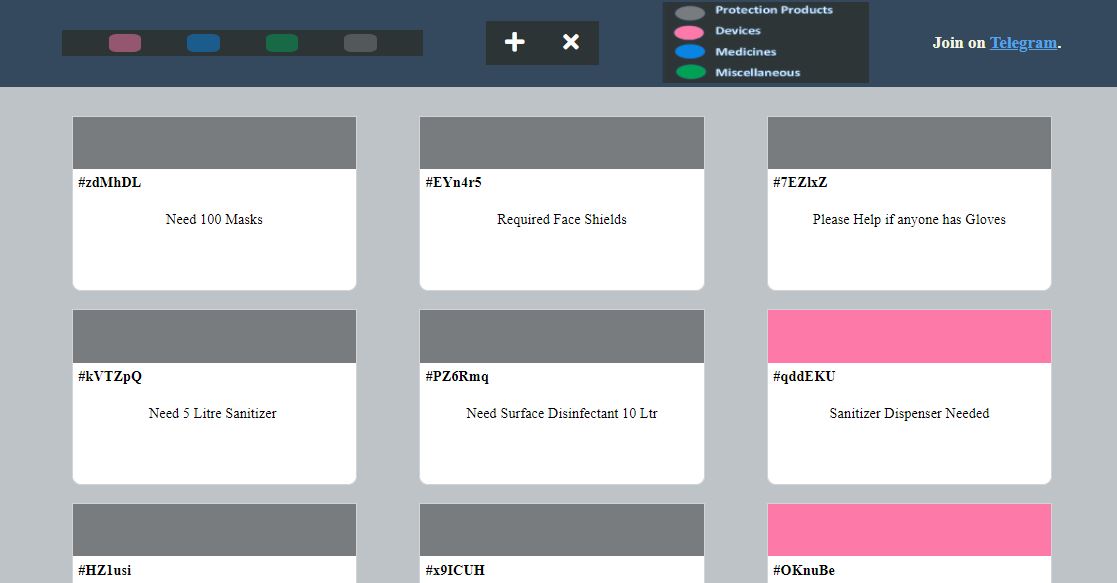 Protection Products
Devices
Medicines
Miscellaneous
Join on Telegram.
#zdMhDL
Need 100 Masks
#EYn4r5
Required Face Shields
#7EZlxZ
Please Help if anyone has Gloves
#kVTZpQ
Need 5 Litre Sanitizer
#PZ6Rmq
Need Surface Disinfectant 10 Ltr
#qddEKU
Sanitizer Dispenser Needed
#HZ1usi
#x9ICUH
#OKnuBe